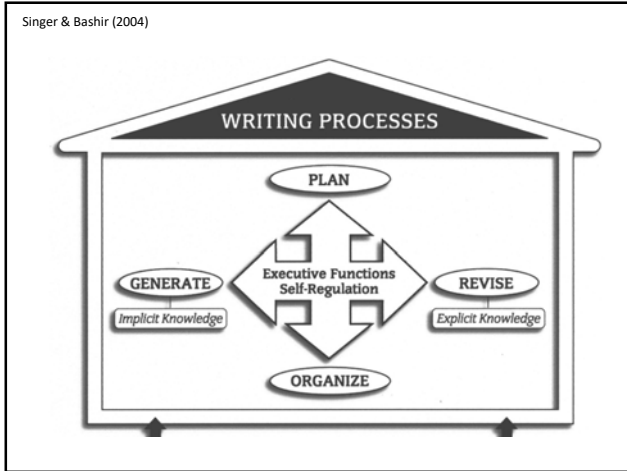 Singer & Bashir (2004)
WRITING PROCESSES
PLAN
Executive Functions
Self-Regulation
GENERATE
Implicit Knowledge
REVISE
Explicit Knowledge
ORGANIZE